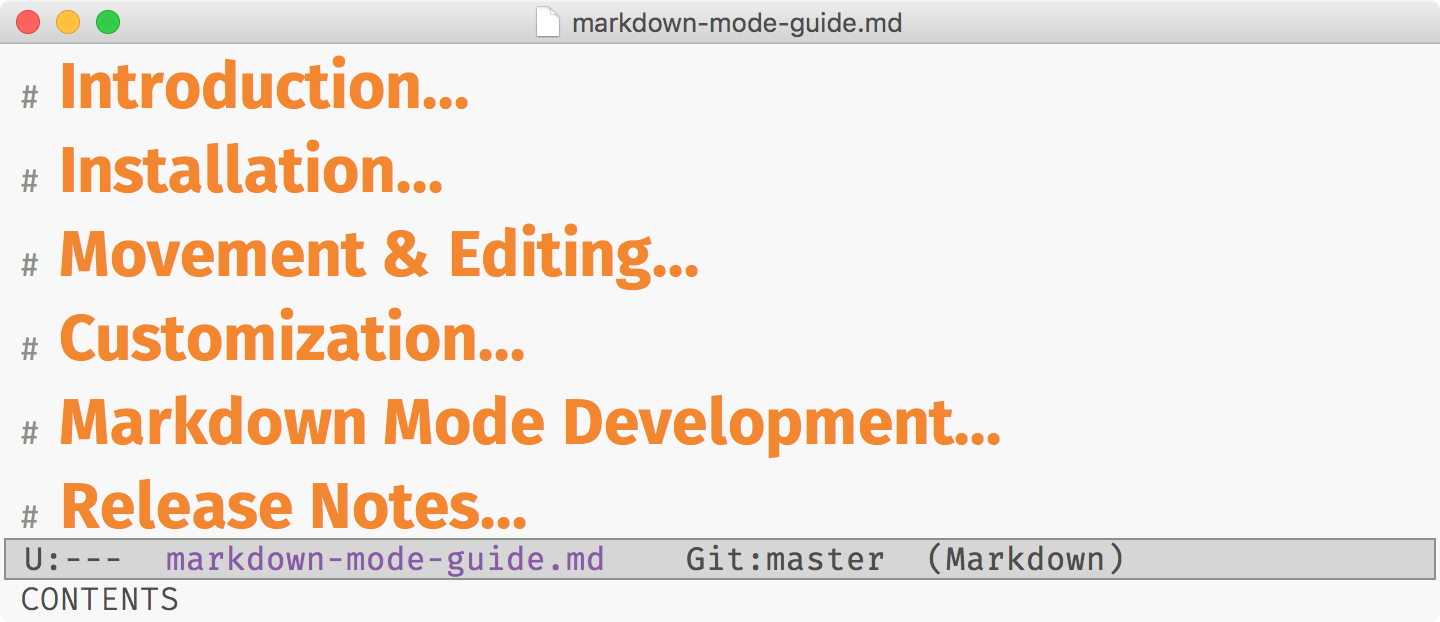 markdown-mode-guide.md
# Introduction...
# Installation...
# Movement & Editing...
# Customization...
# Markdown Mode Development...
# Release Notes...
U:--- markdown-mode-guide.md Git:master (Markdown)
CONTENTS